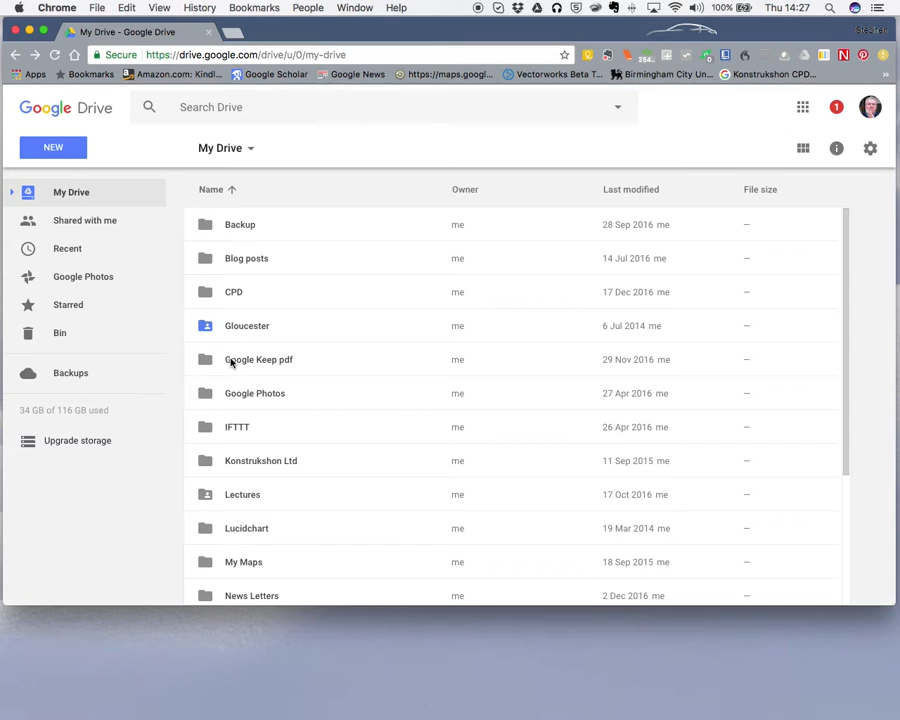 Chrome File Edit View History Bookmarks People Window Help 100% Thu 14:27
My Drive - Google Drive Stephen
Secure https://drive.google.com/drive/u/0/my-drive
Apps Bookmarks Amazon.com: Kindl... Google Scholar Google News https://maps.googl... Vectorworks Beta T... Birmingham City Un... Konstrukshon CPD... »
Google Drive Search Drive 1
NEW My Drive
My Drive
Shared with me
Recent
Google Photos
Starred
Bin
Backups
34 GB of 116 GB used
Upgrade storage
Name Owner Last modified File size
Backup me 28 Sep 2016 me —
Blog posts me 14 Jul 2016 me —
CPD me 17 Dec 2016 me —
Gloucester me 6 Jul 2014 me —
Google Keep pdf me 29 Nov 2016 me —
Google Photos me 27 Apr 2016 me —
IFTTT me 26 Apr 2016 me —
Konstrukshon Ltd me 11 Sep 2015 me —
Lectures me 17 Oct 2016 me —
Lucidchart me 19 Mar 2014 me —
My Maps me 18 Sep 2015 me —
News Letters me 2 Dec 2016 me —